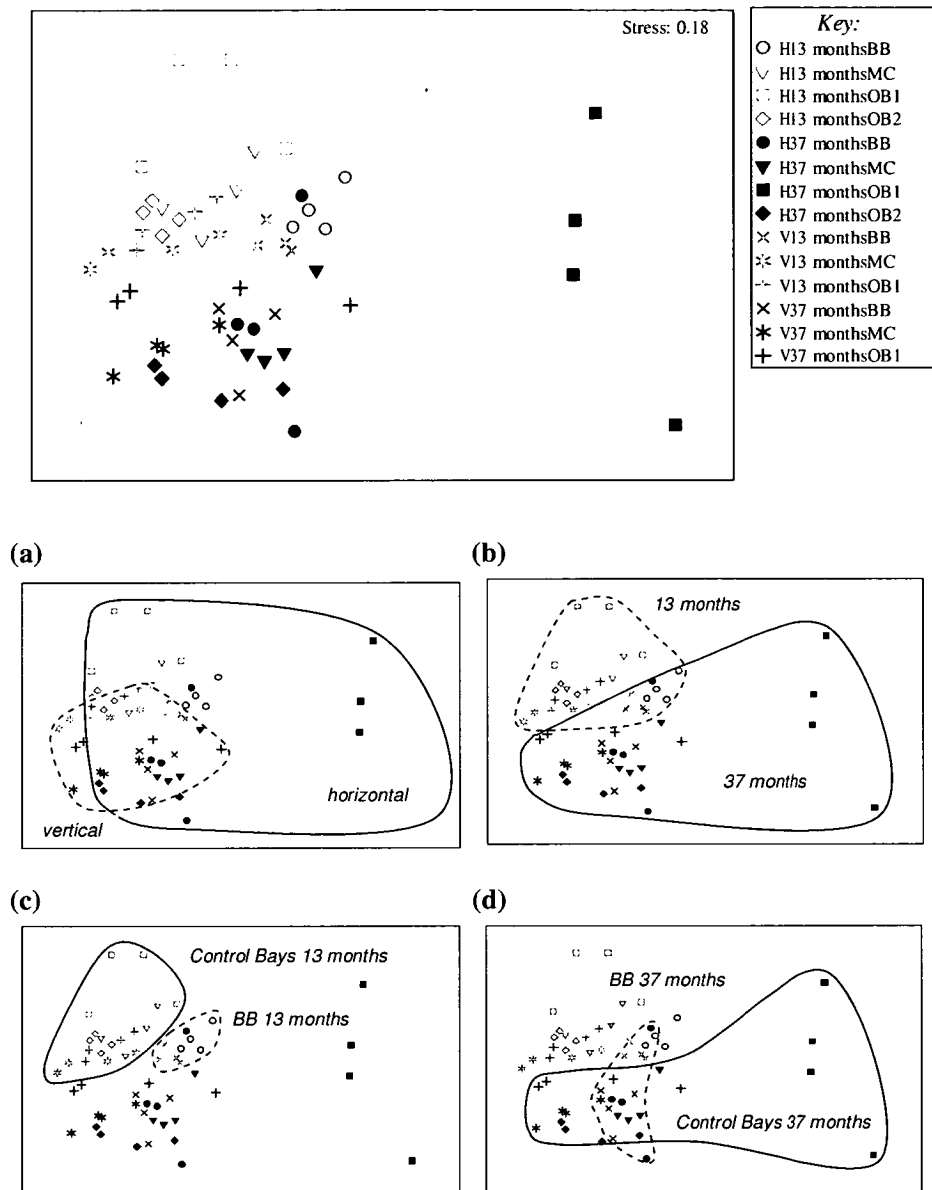 Stress: 0.18
Key:
H13 monthsBB
H13 monthsMC
H13 monthsOB1
H13 monthsOB2
H37 monthsBB
H37 monthsMC
H37 monthsOB1
H37 monthsOB2
V13 monthsBB
V13 monthsMC
V13 monthsOB1
V37 monthsBB
V37 monthsMC
V37 monthsOB1
(a)
horizontal
vertical
(b)
13 months
37 months
(c)
Control Bays 13 months
BB 13 months
(d)
BB 37 months
Control Bays 37 months